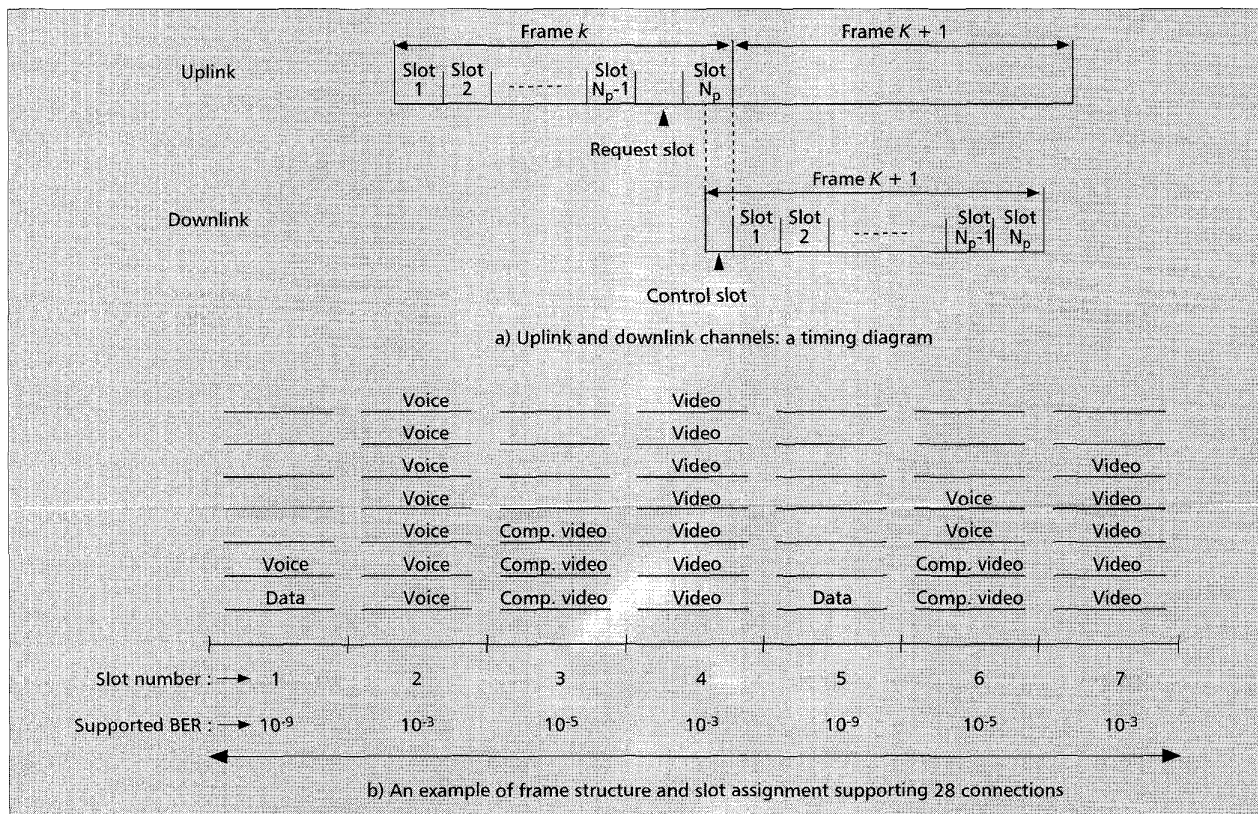 Frame k
Frame K + 1
Uplink
Slot 1
Slot 2
Slot Np-1
Slot Np
Request slot
Frame K + 1
Downlink
Slot 1
Slot 2
Slot Np-1
Slot Np
Control slot
a) Uplink and downlink channels: a timing diagram
Voice Video
Voice Video
Voice Video Video
Voice Video Voice Video
Voice Comp. video Video Voice Video
Voice Voice Comp. video Video Comp. video Video
Data Voice Comp. video Video Data Comp. video Video
Slot number : 1 2 3 4 5 6 7
Supported BER : 10⁻⁹ 10⁻³ 10⁻⁵ 10⁻³ 10⁻⁹ 10⁻⁵ 10⁻³
b) An example of frame structure and slot assignment supporting 28 connections